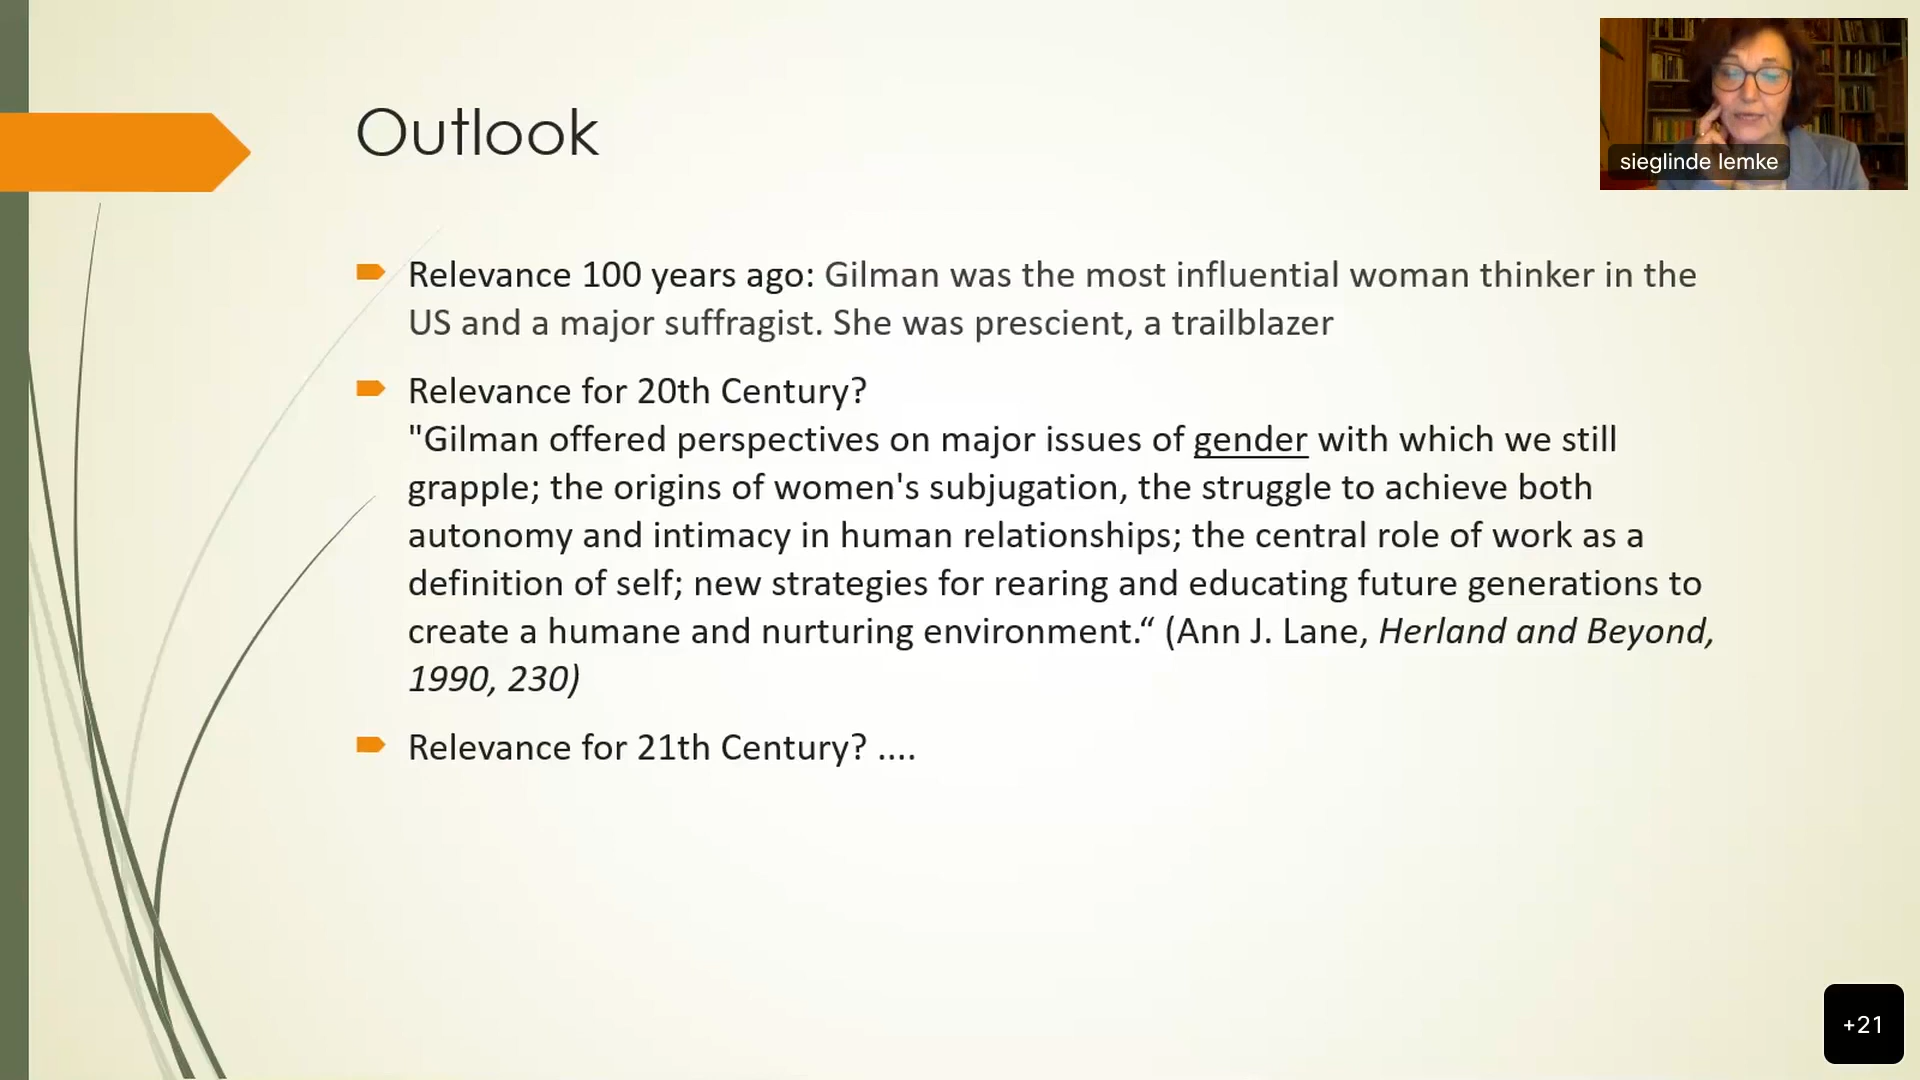 Outlook
sieglinde lemke
Relevance 100 years ago: Gilman was the most influential woman thinker in the
US and a major suffragist. She was prescient, a trailblazer
Relevance for 20th Century?
"Gilman offered perspectives on major issues of gender with which we still
grapple; the origins of women's subjugation, the struggle to achieve both
autonomy and intimacy in human relationships; the central role of work as a
definition of self; new strategies for rearing and educating future generations to
create a humane and nurturing environment.“ (Ann J. Lane, Herland and Beyond,
1990, 230)
Relevance for 21th Century? ....
+21